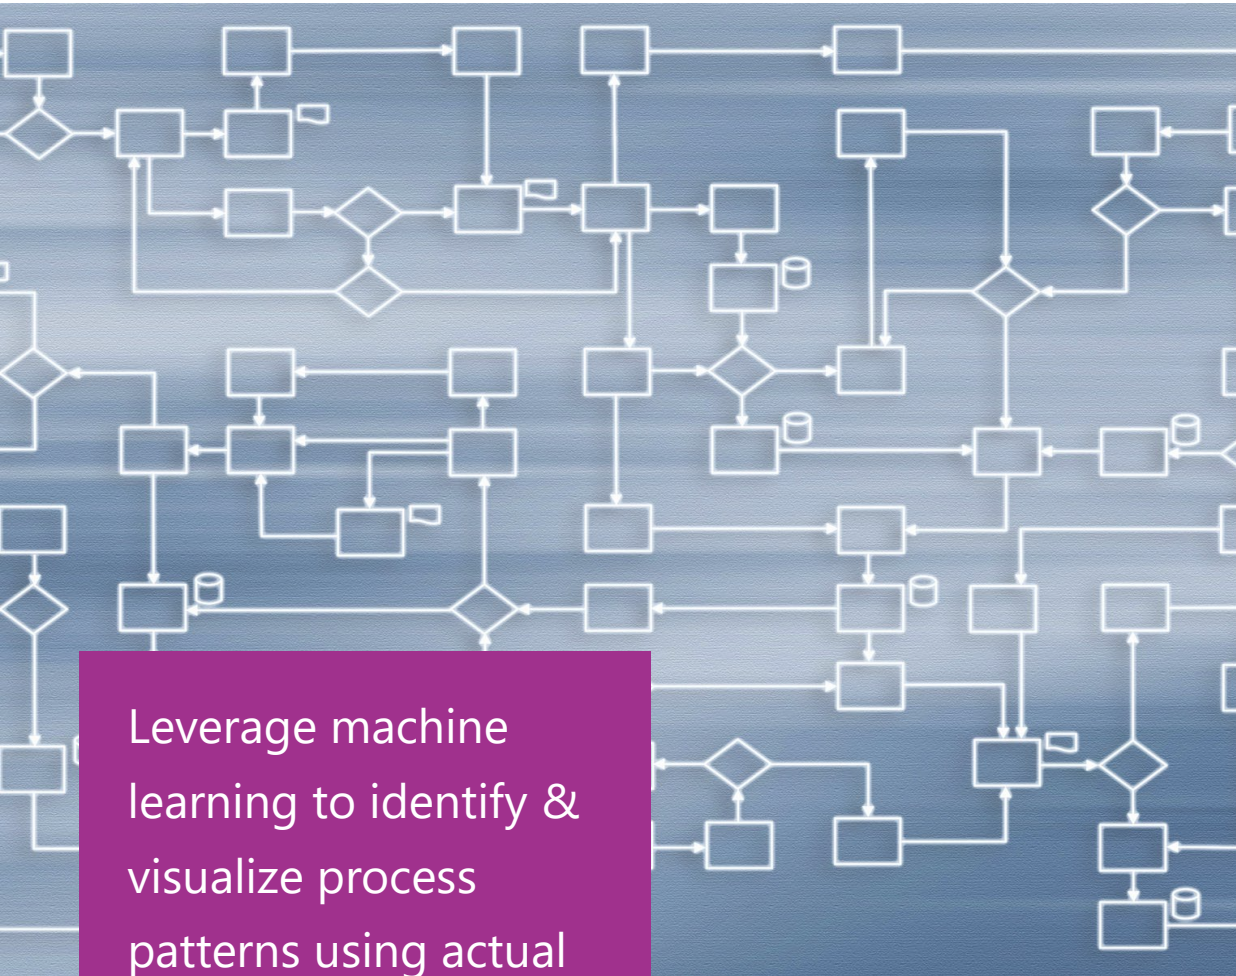 Leverage machine
learning to identify &
visualize process
patterns using actual